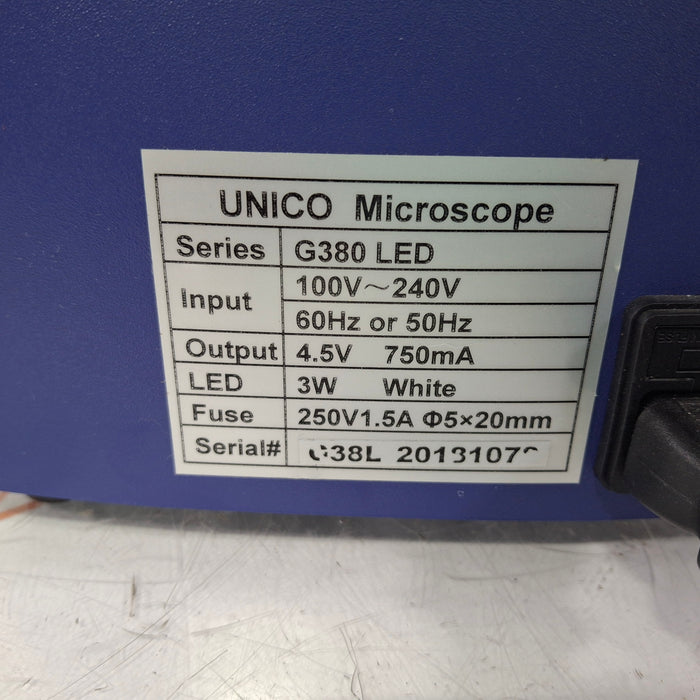 UNICO Microscope
Series G380 LED
Input 100V~240V
60Hz or 50Hz
Output 4.5V 750mA
LED 3W White
Fuse 250V1.5A Φ5×20mm
Serial#